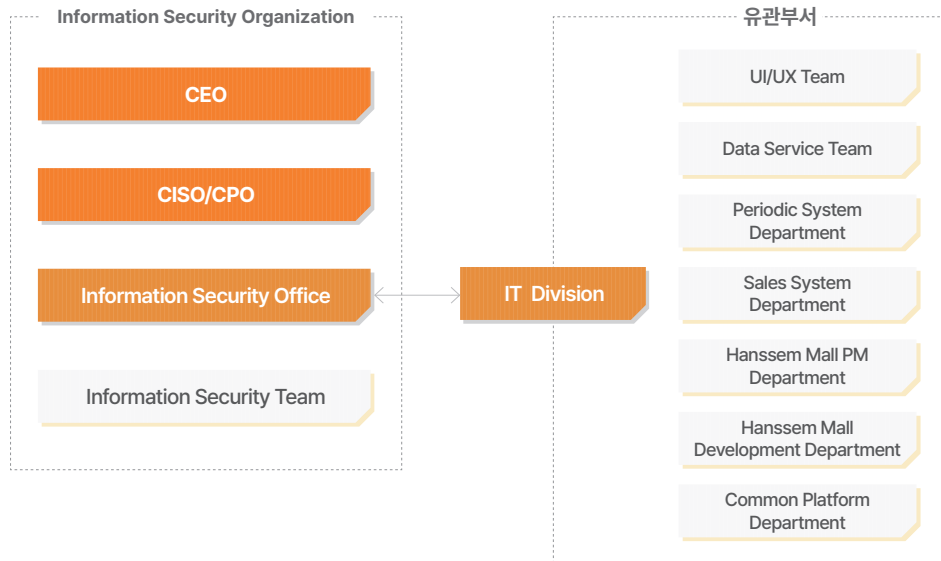 Information Security Organization
CEO
CISO/CPO
Information Security Office
Information Security Team
IT Division
유관부서
UI/UX Team
Data Service Team
Periodic System
Department
Sales System
Department
Hanssem Mall PM
Department
Hanssem Mall
Development Department
Common Platform
Department